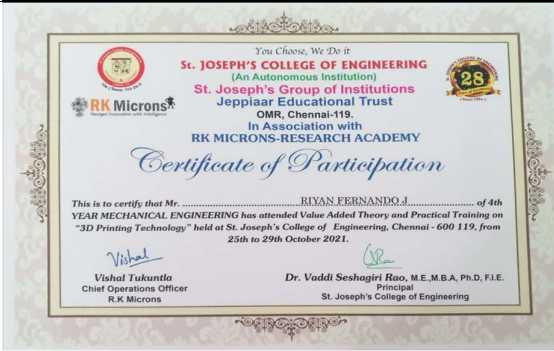 You Choose, We Do it
St. JOSEPH'S COLLEGE OF ENGINEERING
(An Autonomous Institution)
St. Joseph's Group of Institutions
Jeppiaar Educational Trust
OMR, Chennai-119.
RK Microns
Nextgen Innovation with Intelligence
28
In Association with
RK MICRONS-RESEARCH ACADEMY
Certificate of Participation
This is to certify that Mr. RIYAN FERNANDO J of 4th
YEAR MECHANICAL ENGINEERING has attended Value Added Theory and Practical Training on
"3D Printing Technology" held at St. Joseph's College of Engineering, Chennai - 600 119, from
25th to 29th October 2021.
Vishal
Vishal Tukuntla
Chief Operations Officer
R.K Microns
Dr. Vaddi Seshagiri Rao, M.E.,M.B.A, Ph.D, F.I.E.
Principal
St. Joseph's College of Engineering